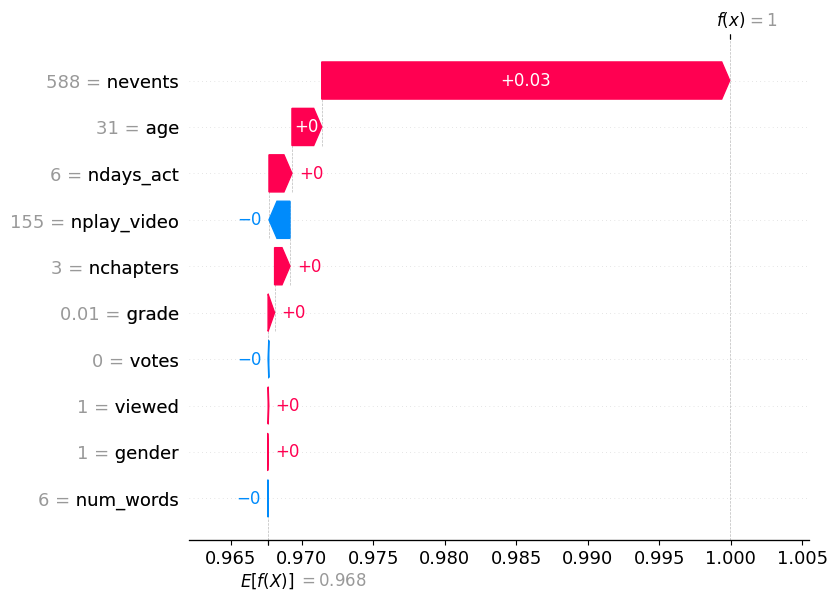 f(x) = 1
588 = nevents
+0.03
31 = age
+0
6 = ndays_act
+0
155 = nplay_video
−0
3 = nchapters
+0
0.01 = grade
+0
0 = votes
−0
1 = viewed
+0
1 = gender
+0
6 = num_words
−0
0.965 0.970 0.975 0.980 0.985 0.990 0.995 1.000 1.005
E[f(X)] = 0.968